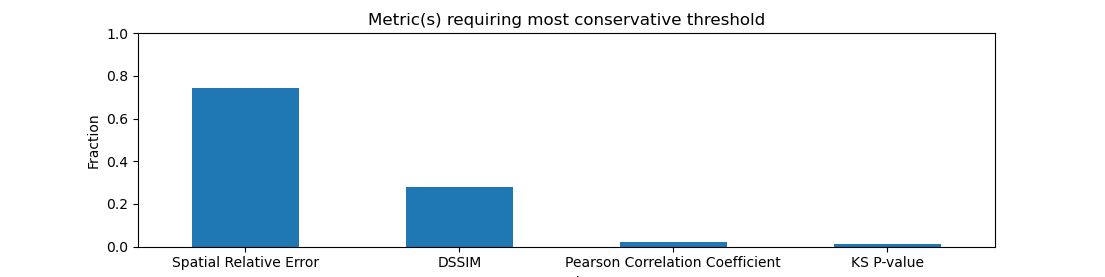 Metric(s) requiring most conservative threshold
1.0
0.8
0.6
0.4
0.2
0.0
Fraction
Spatial Relative Error DSSIM Pearson Correlation Coefficient KS P-value